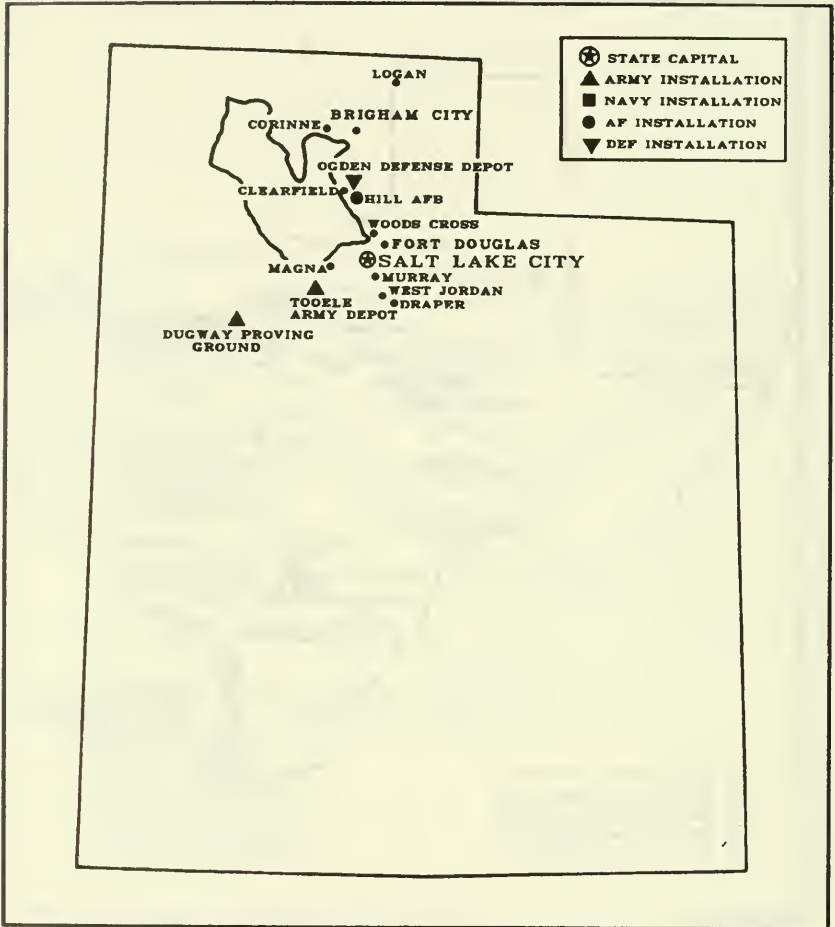 STATE CAPITAL
ARMY INSTALLATION
NAVY INSTALLATION
AF INSTALLATION
DEF INSTALLATION
LOGAN
BRIGHAM CITY
CORINNE
OGDEN DEFENSE DEPOT
CLEARFIELD
HILL AFB
WOODS CROSS
FORT DOUGLAS
SALT LAKE CITY
MAGNA
MURRAY
WEST JORDAN
DRAPER
TOOELE
ARMY DEPOT
DUGWAY PROVING
GROUND